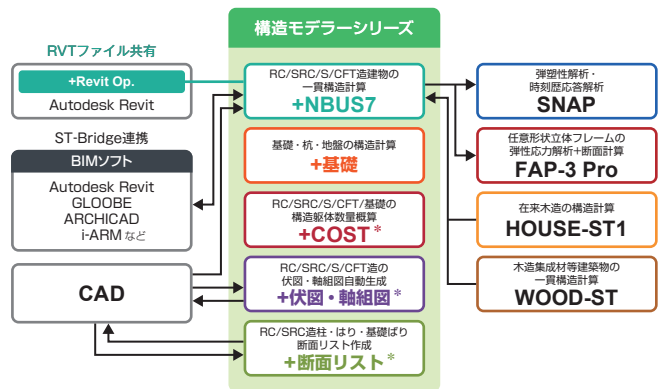 構造モデラーシリーズ
RVTファイル共有
+Revit Op.
Autodesk Revit
ST-Bridge連携
BIMソフト
Autodesk Revit
GLOOBE
ARCHICAD
i-ARM など
CAD
RC/SRC/S/CFT造建物の
一貫構造計算
+NBUS7
基礎・杭・地盤の構造計算
+基礎
RC/SRC/S/CFT/基礎の
構造躯体数量概算
+COST*
RC/SRC/S/CFT造の
伏図・軸組図自動生成
+伏図・軸組図*
RC/SRC造柱・はり・基礎ばり
断面リスト作成
+断面リスト*
弾塑性解析・
時刻歴応答解析
SNAP
任意形状立体フレームの
弾性応力解析+断面計算
FAP-3 Pro
在来木造の構造計算
HOUSE-ST1
木造集成材等建築物の
一貫構造計算
WOOD-ST